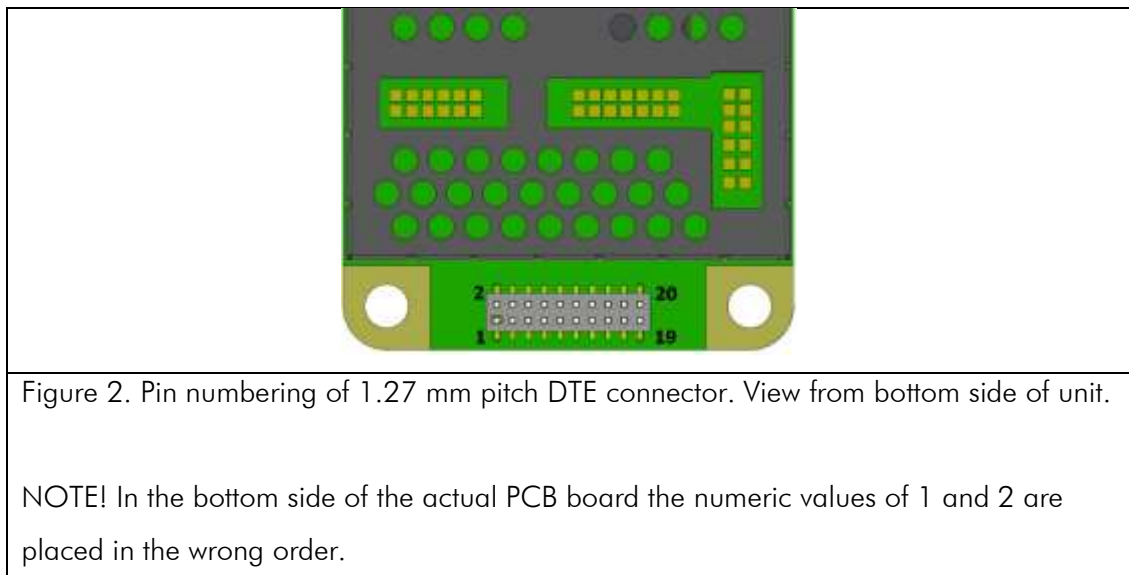 2 20
1 19
Figure 2. Pin numbering of 1.27 mm pitch DTE connector. View from bottom side of unit.
NOTE! In the bottom side of the actual PCB board the numeric values of 1 and 2 are
placed in the wrong order.